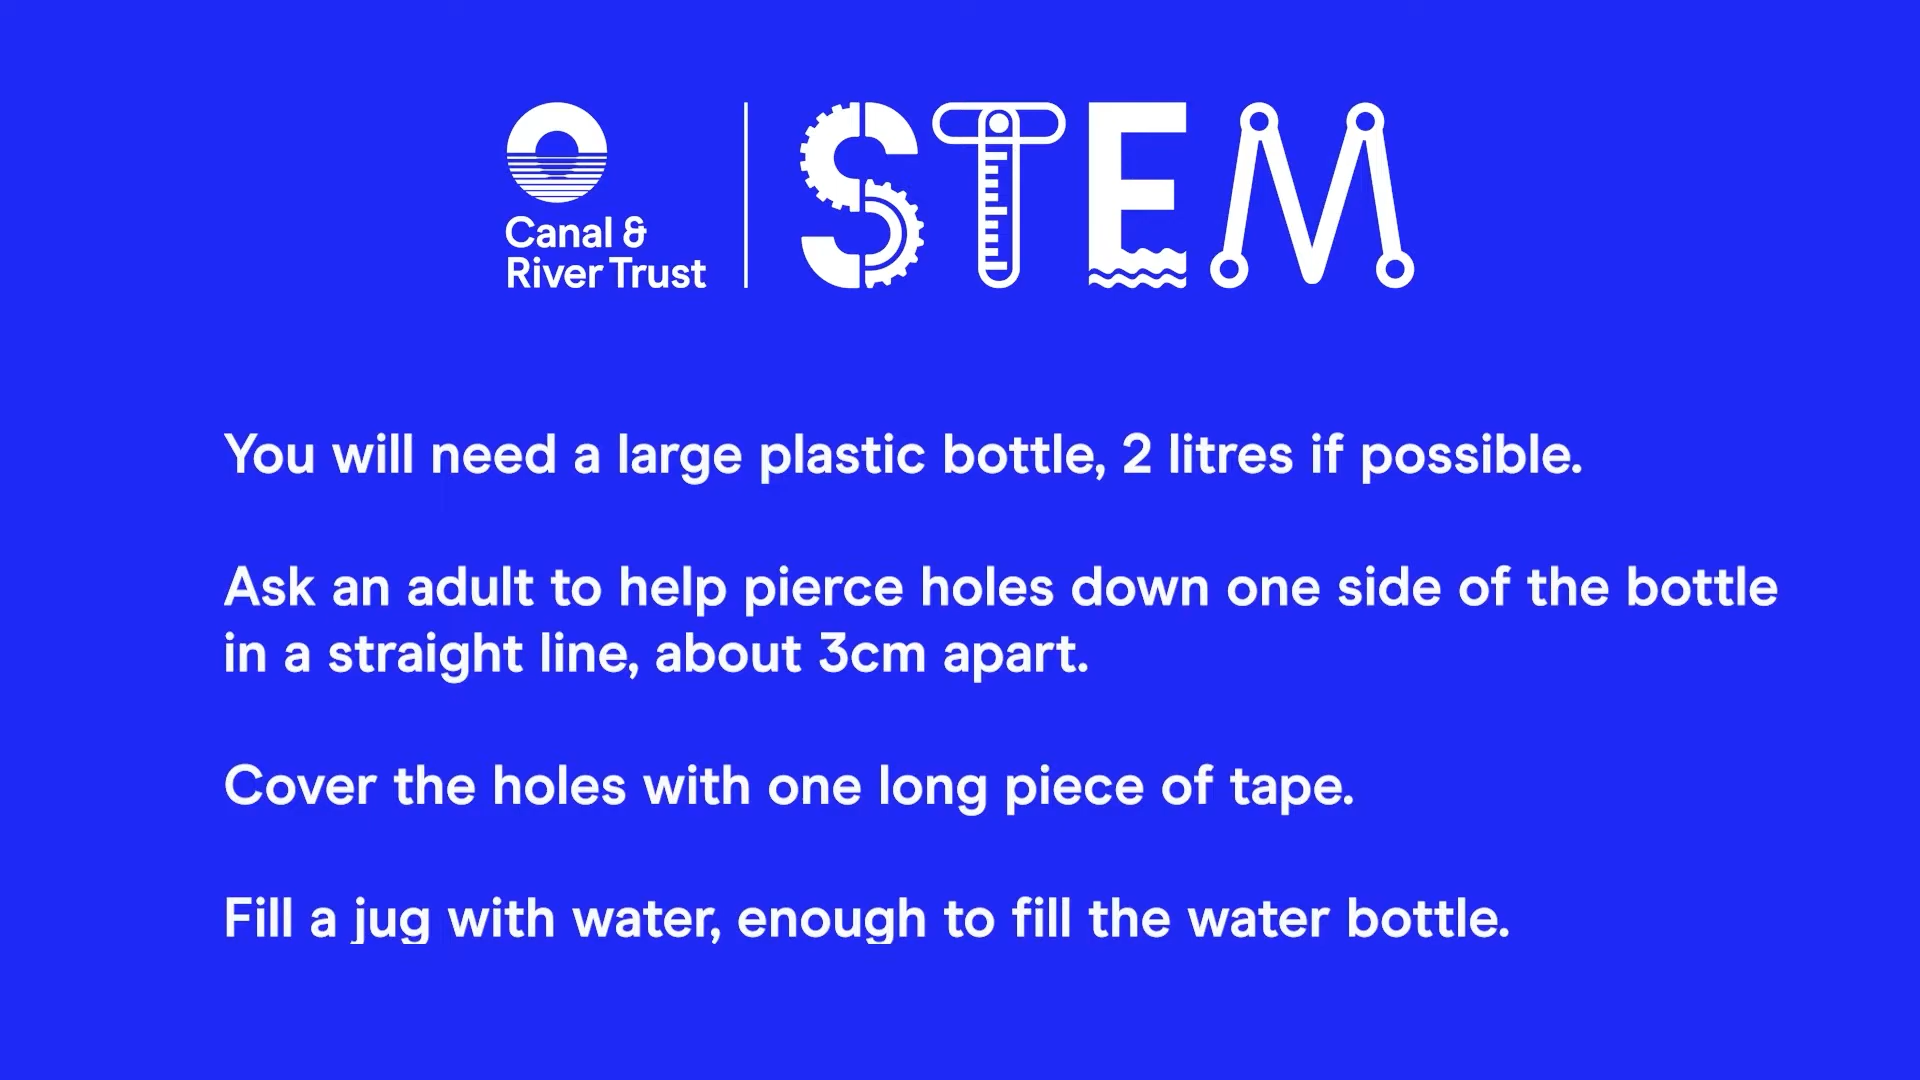 Canal &
River Trust
STEM
You will need a large plastic bottle, 2 litres if possible.
Ask an adult to help pierce holes down one side of the bottle
in a straight line, about 3cm apart.
Cover the holes with one long piece of tape.
Fill a jug with water, enough to fill the water bottle.